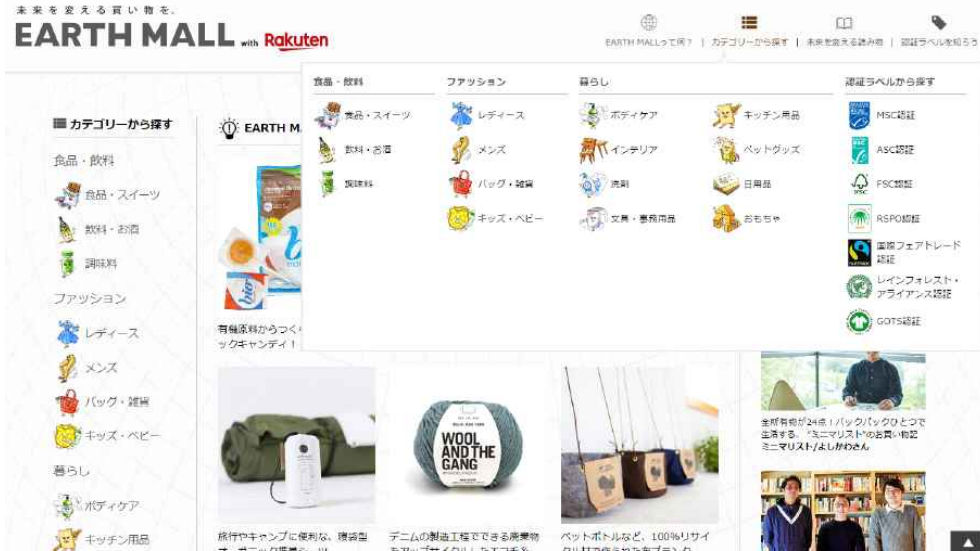 未来を変える買い物を。
EARTH MALL with Rakuten
EARTH MALLって何？ | カテゴリーから探す | 未来を変える読み物 | 認証ラベルを知ろう
カテゴリーから探す
食品・飲料
食品・スイーツ
飲料・お酒
調味料
ファッション
レディース
メンズ
バッグ・雑貨
キッズ・ベビー
暮らし
ボディケア
キッチン用品
EARTH M
食品・飲料
食品・スイーツ
飲料・お酒
調味料
ファッション
レディース
メンズ
バッグ・雑貨
キッズ・ベビー
暮らし
ボディケア
インテリア
洗剤
文具・事務用品
キッチン用品
ペットグッズ
日用品
おもちゃ
認証ラベルから探す
MSC認証
ASC認証
FSC認証
RSPO認証
国際フェアトレード
認証
レインフォレスト・
アライアンス認証
GOTS認証
有機原料からつく
ックキャンディ！
WOOL
AND THE
GANG
旅行やキャンプに便利な、寝袋型
デニムの製造工程でできる廃棄物
ペットボトルなど、100%リサイ
全所有物が24点！バックパックひとつで
生活する、“ミニマリスト”のお買い物記
ミニマリスト/よしかわさん